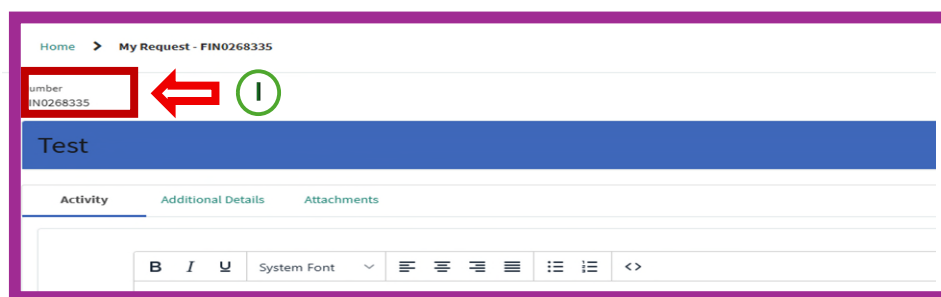 Home > My Request - FIN0268335
umber
IN0268335
I
Test
Activity Additional Details Attachments
B I U System Font <>